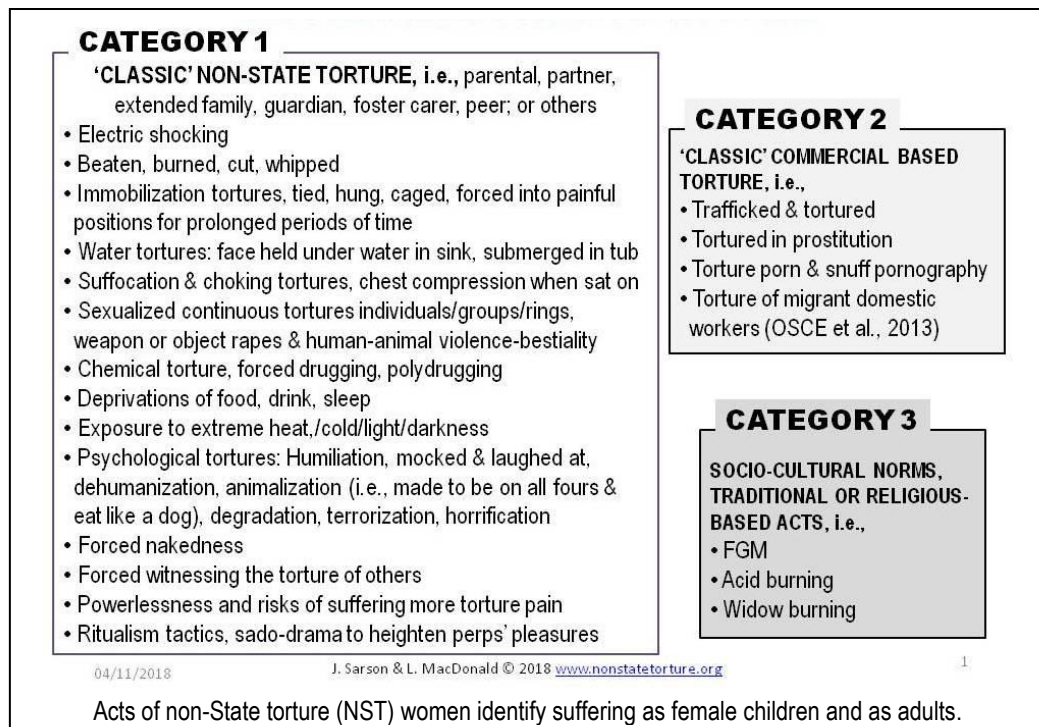 CATEGORY 1
'CLASSIC' NON-STATE TORTURE, i.e., parental, partner,
extended family, guardian, foster carer, peer; or others
• Electric shocking
• Beaten, burned, cut, whipped
• Immobilization tortures, tied, hung, caged, forced into painful
positions for prolonged periods of time
• Water tortures: face held under water in sink, submerged in tub
• Suffocation & choking tortures, chest compression when sat on
• Sexualized continuous tortures individuals/groups/rings,
weapon or object rapes & human-animal violence-bestiality
• Chemical torture, forced drugging, polydrugging
• Deprivations of food, drink, sleep
• Exposure to extreme heat,/cold/light/darkness
• Psychological tortures: Humiliation, mocked & laughed at,
dehumanization, animalization (i.e., made to be on all fours &
eat like a dog), degradation, terrorization, horrification
• Forced nakedness
• Forced witnessing the torture of others
• Powerlessness and risks of suffering more torture pain
• Ritualism tactics, sado-drama to heighten perps' pleasures
CATEGORY 2
'CLASSIC' COMMERCIAL BASED
TORTURE, i.e.,
• Trafficked & tortured
• Tortured in prostitution
• Torture porn & snuff pornography
• Torture of migrant domestic
workers (OSCE et al., 2013)
CATEGORY 3
SOCIO-CULTURAL NORMS,
TRADITIONAL OR RELIGIOUS-
BASED ACTS, i.e.,
• FGM
• Acid burning
• Widow burning
04/11/2018
J. Sarson & L. MacDonald © 2018 www.nonstatetorture.org
1
Acts of non-State torture (NST) women identify suffering as female children and as adults.